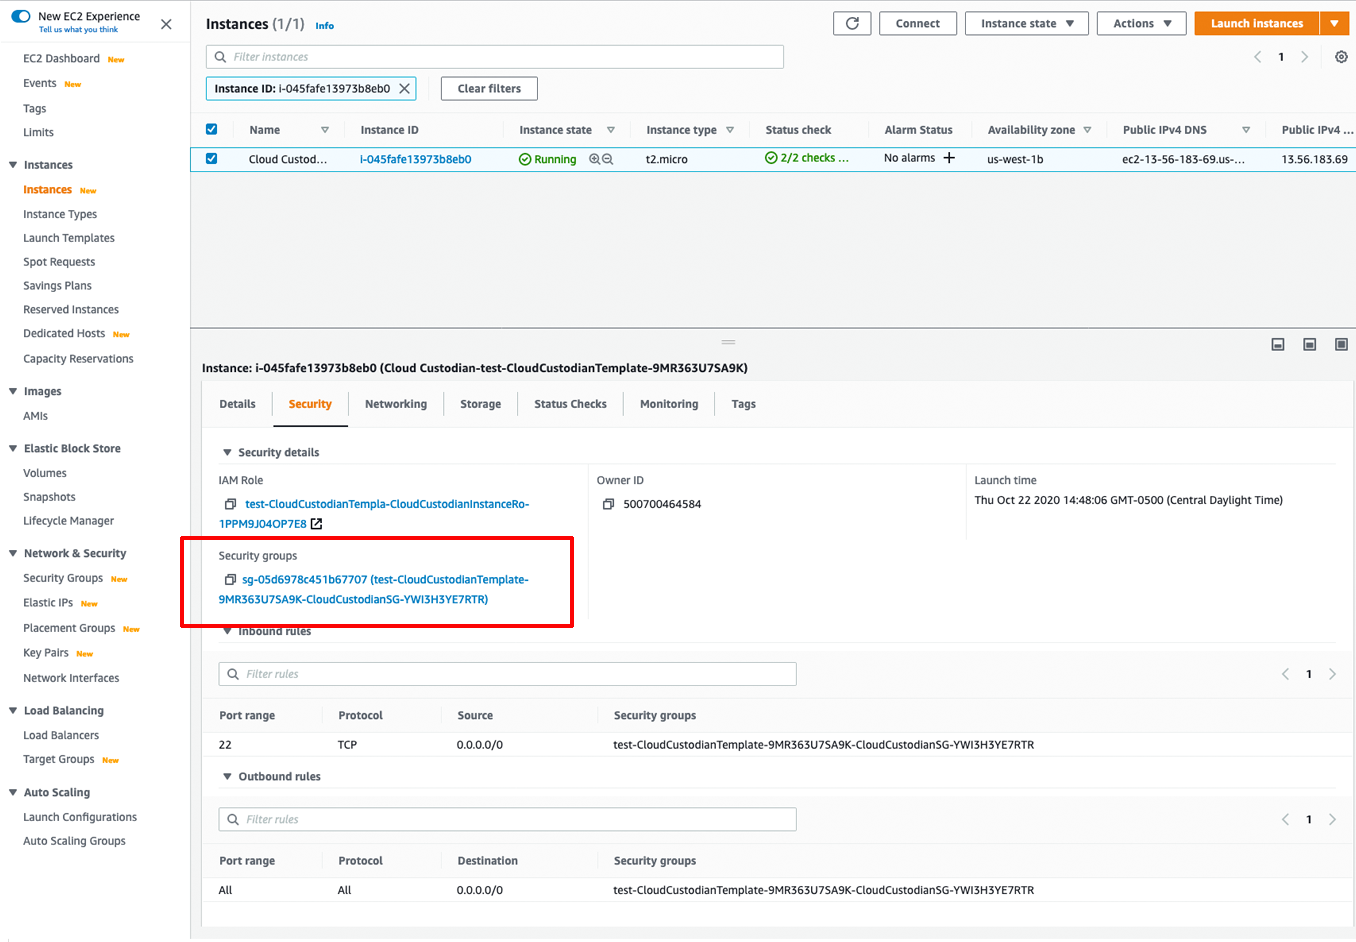 New EC2 Experience
Tell us what you think
EC2 Dashboard New
Events New
Tags
Limits
Instances
Instances New
Instance Types
Launch Templates
Spot Requests
Savings Plans
Reserved Instances
Dedicated Hosts New
Capacity Reservations
Images
AMIs
Elastic Block Store
Volumes
Snapshots
Lifecycle Manager
Network & Security
Security Groups New
Elastic IPs New
Placement Groups New
Key Pairs New
Network Interfaces
Load Balancing
Load Balancers
Target Groups New
Auto Scaling
Launch Configurations
Auto Scaling Groups
Instances (1/1) Info
Connect
Instance state
Actions
Launch instances
Filter instances
1
Instance ID: i-045fafe13973b8eb0
Clear filters
Name Instance ID Instance state Instance type Status check Alarm Status Availability zone Public IPv4 DNS Public IPv4 ...
Cloud Custod... i-045fafe13973b8eb0 Running t2.micro 2/2 checks ... No alarms us-west-1b ec2-13-56-183-69.us-... 13.56.183.69
Instance: i-045fafe13973b8eb0 (Cloud Custodian-test-CloudCustodianTemplate-9MR363U7SA9K)
Details Security Networking Storage Status Checks Monitoring Tags
Security details
IAM Role
test-CloudCustodianTempla-CloudCustodianInstanceRo-
1PPM9J04OP7E8
Owner ID
500700464584
Launch time
Thu Oct 22 2020 14:48:06 GMT-0500 (Central Daylight Time)
Security groups
sg-05d6978c451b67707 (test-CloudCustodianTemplate-
9MR363U7SA9K-CloudCustodianSG-YWI3H3YE7RTR)
Inbound rules
Filter rules
1
Port range Protocol Source Security groups
22 TCP 0.0.0.0/0 test-CloudCustodianTemplate-9MR363U7SA9K-CloudCustodianSG-YWI3H3YE7RTR
Outbound rules
Filter rules
1
Port range Protocol Destination Security groups
All All 0.0.0.0/0 test-CloudCustodianTemplate-9MR363U7SA9K-CloudCustodianSG-YWI3H3YE7RTR